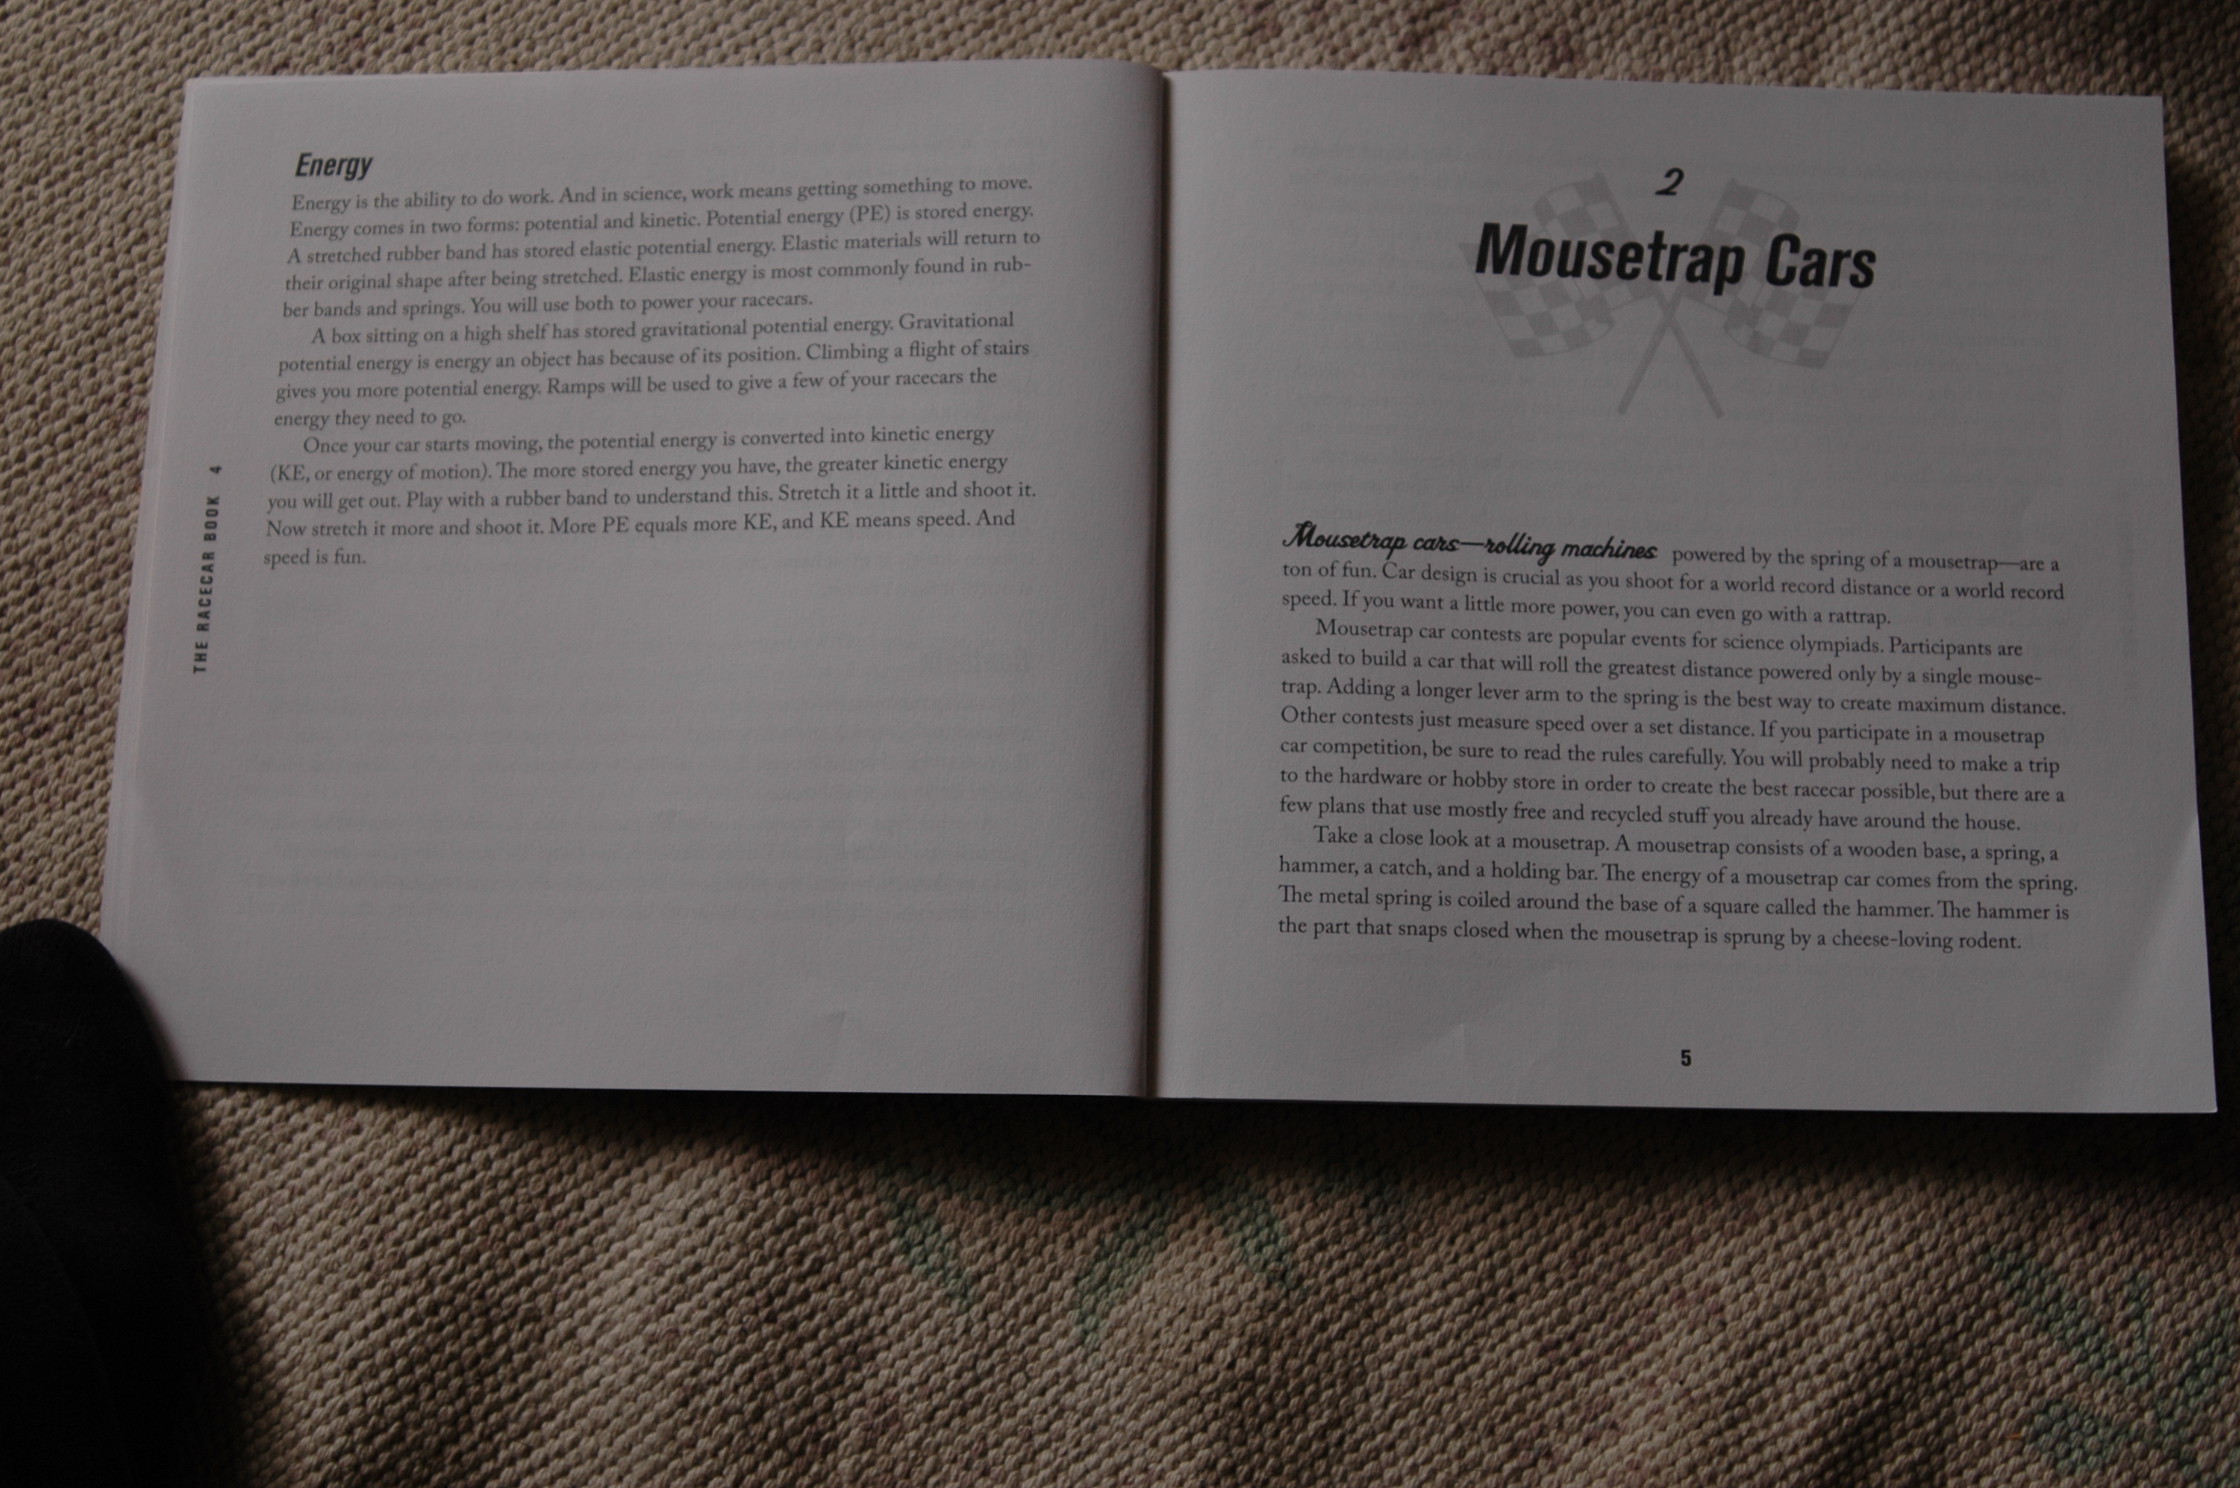 Energy
Energy is the ability to do work. And in science, work means getting something to move.
Energy comes in two forms: potential and kinetic. Potential energy (PE) is stored energy.
A stretched rubber band has stored elastic potential energy. Elastic materials will return to
their original shape after being stretched. Elastic energy is most commonly found in rub-
ber bands and springs. You will use both to power your racecars.
A box sitting on a high shelf has stored gravitational potential energy. Gravitational
potential energy is energy an object has because of its position. Climbing a flight of stairs
gives you more potential energy. Ramps will be used to give a few of your racecars the
energy they need to go.
Once your car starts moving, the potential energy is converted into kinetic energy
(KE, or energy of motion). The more stored energy you have, the greater kinetic energy
you will get out. Play with a rubber band to understand this. Stretch it a little and shoot it.
Now stretch it more and shoot it. More PE equals more KE, and KE means speed. And
speed is fun.
THE RACECAR BOOK 4
2
Mousetrap Cars
Mousetrap cars—rolling machines powered by the spring of a mousetrap—are a
ton of fun. Car design is crucial as you shoot for a world record distance or a world record
speed. If you want a little more power, you can even go with a rattrap.
Mousetrap car contests are popular events for science olympiads. Participants are
asked to build a car that will roll the greatest distance powered only by a single mouse-
trap. Adding a longer lever arm to the spring is the best way to create maximum distance.
Other contests just measure speed over a set distance. If you participate in a mousetrap
car competition, be sure to read the rules carefully. You will probably need to make a trip
to the hardware or hobby store in order to create the best racecar possible, but there are a
few plans that use mostly free and recycled stuff you already have around the house.
Take a close look at a mousetrap. A mousetrap consists of a wooden base, a spring, a
hammer, a catch, and a holding bar. The energy of a mousetrap car comes from the spring.
The metal spring is coiled around the base of a square called the hammer. The hammer is
the part that snaps closed when the mousetrap is sprung by a cheese-loving rodent.
5